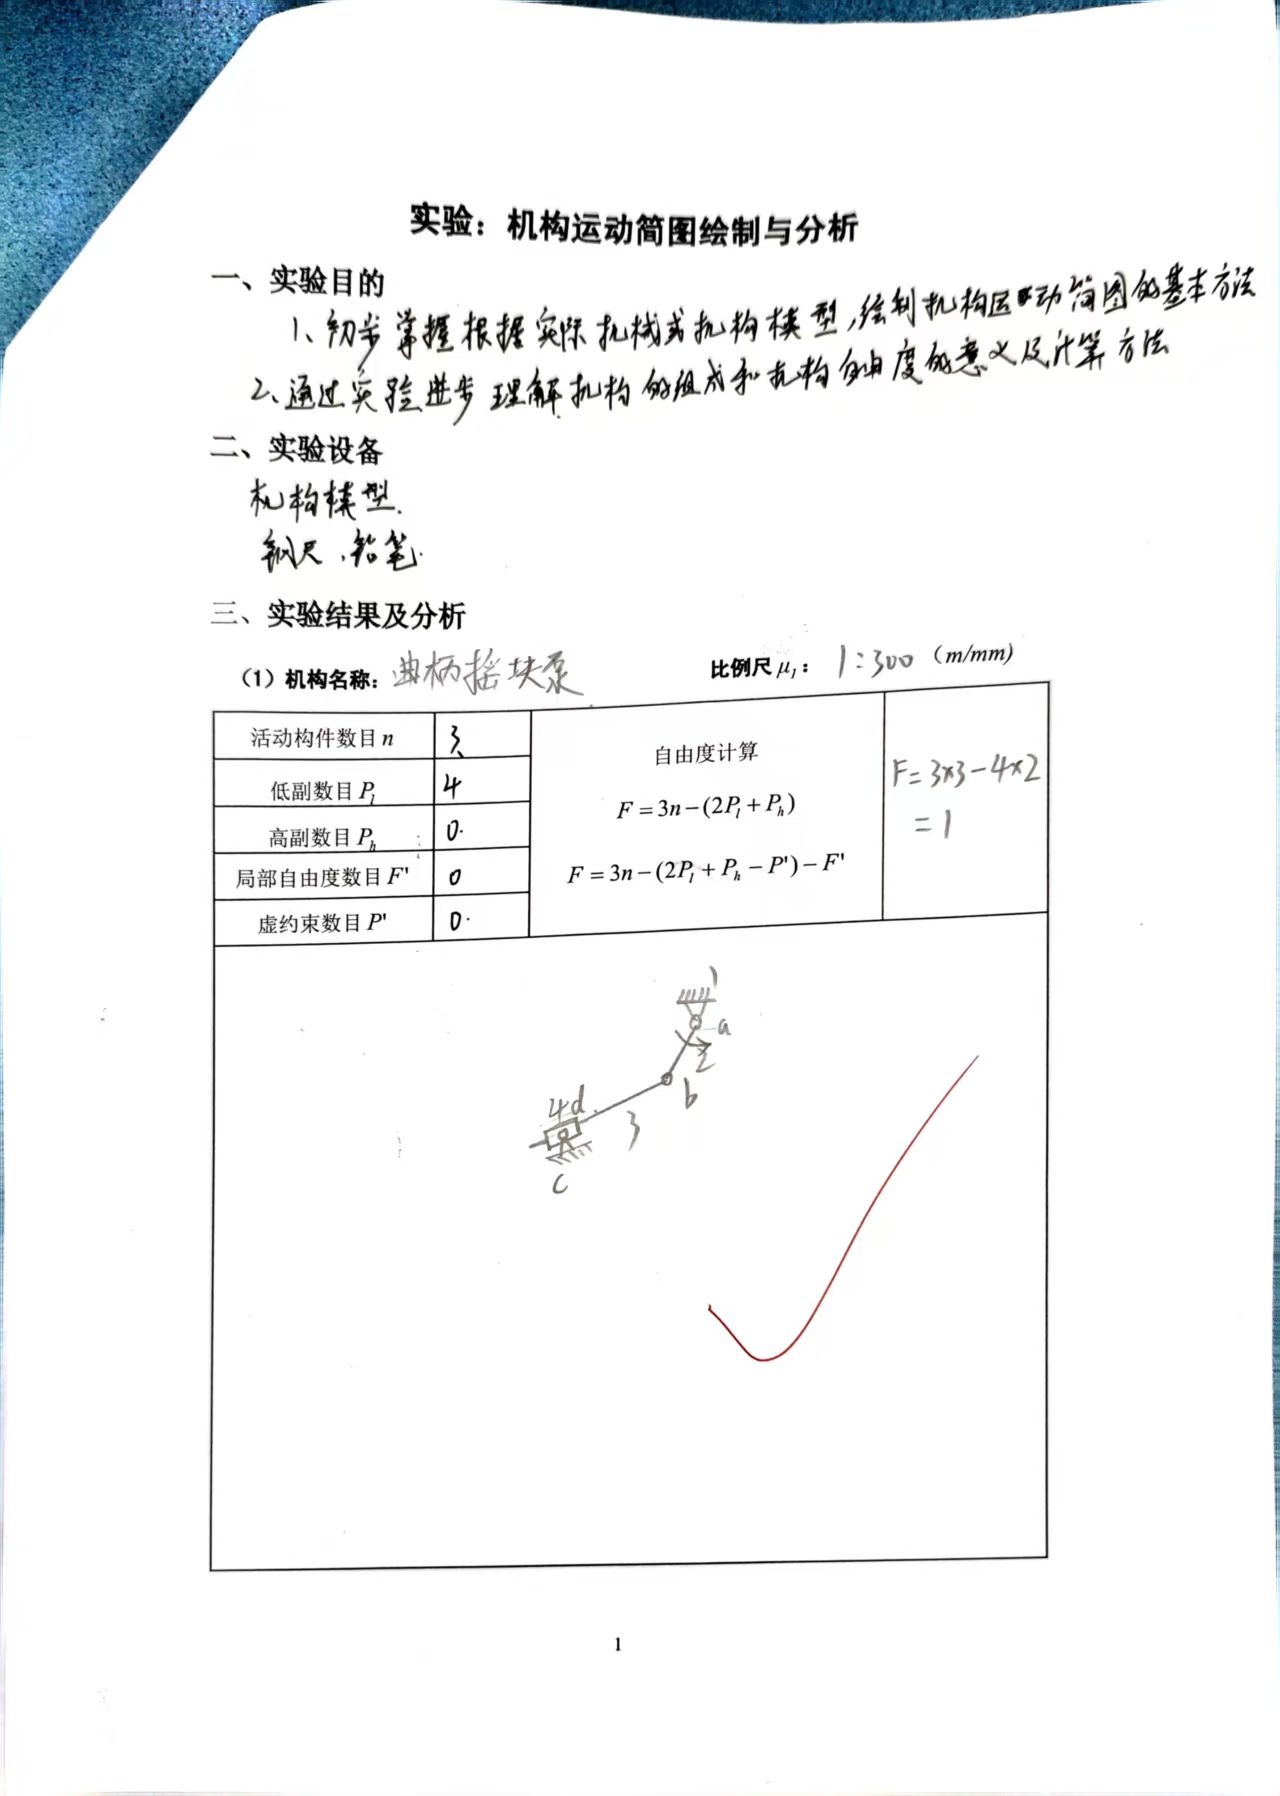 实验：机构运动简图绘制与分析
一、实验目的
1、初步掌握根据实际机械或机构模型,绘制机构运动简图的基本方法
2、通过实验进步理解机构的组成和机构自由度的意义及计算方法
二、实验设备
机构模型.
钢尺、铅笔.
三、实验结果及分析
（1）机构名称：曲柄摇块泵 比例尺 μl： 1:300 （m/mm)
活动构件数目 n 3
低副数目 Pl 4
高副数目 Ph 0
局部自由度数目 F' 0
虚约束数目 P' 0
自由度计算
F = 3n−(2Pl + Ph)
F = 3n−(2Pl + Ph − P') − F'
F=3×3−4×2
=1
1
a
2
b
4 d
3
c
1